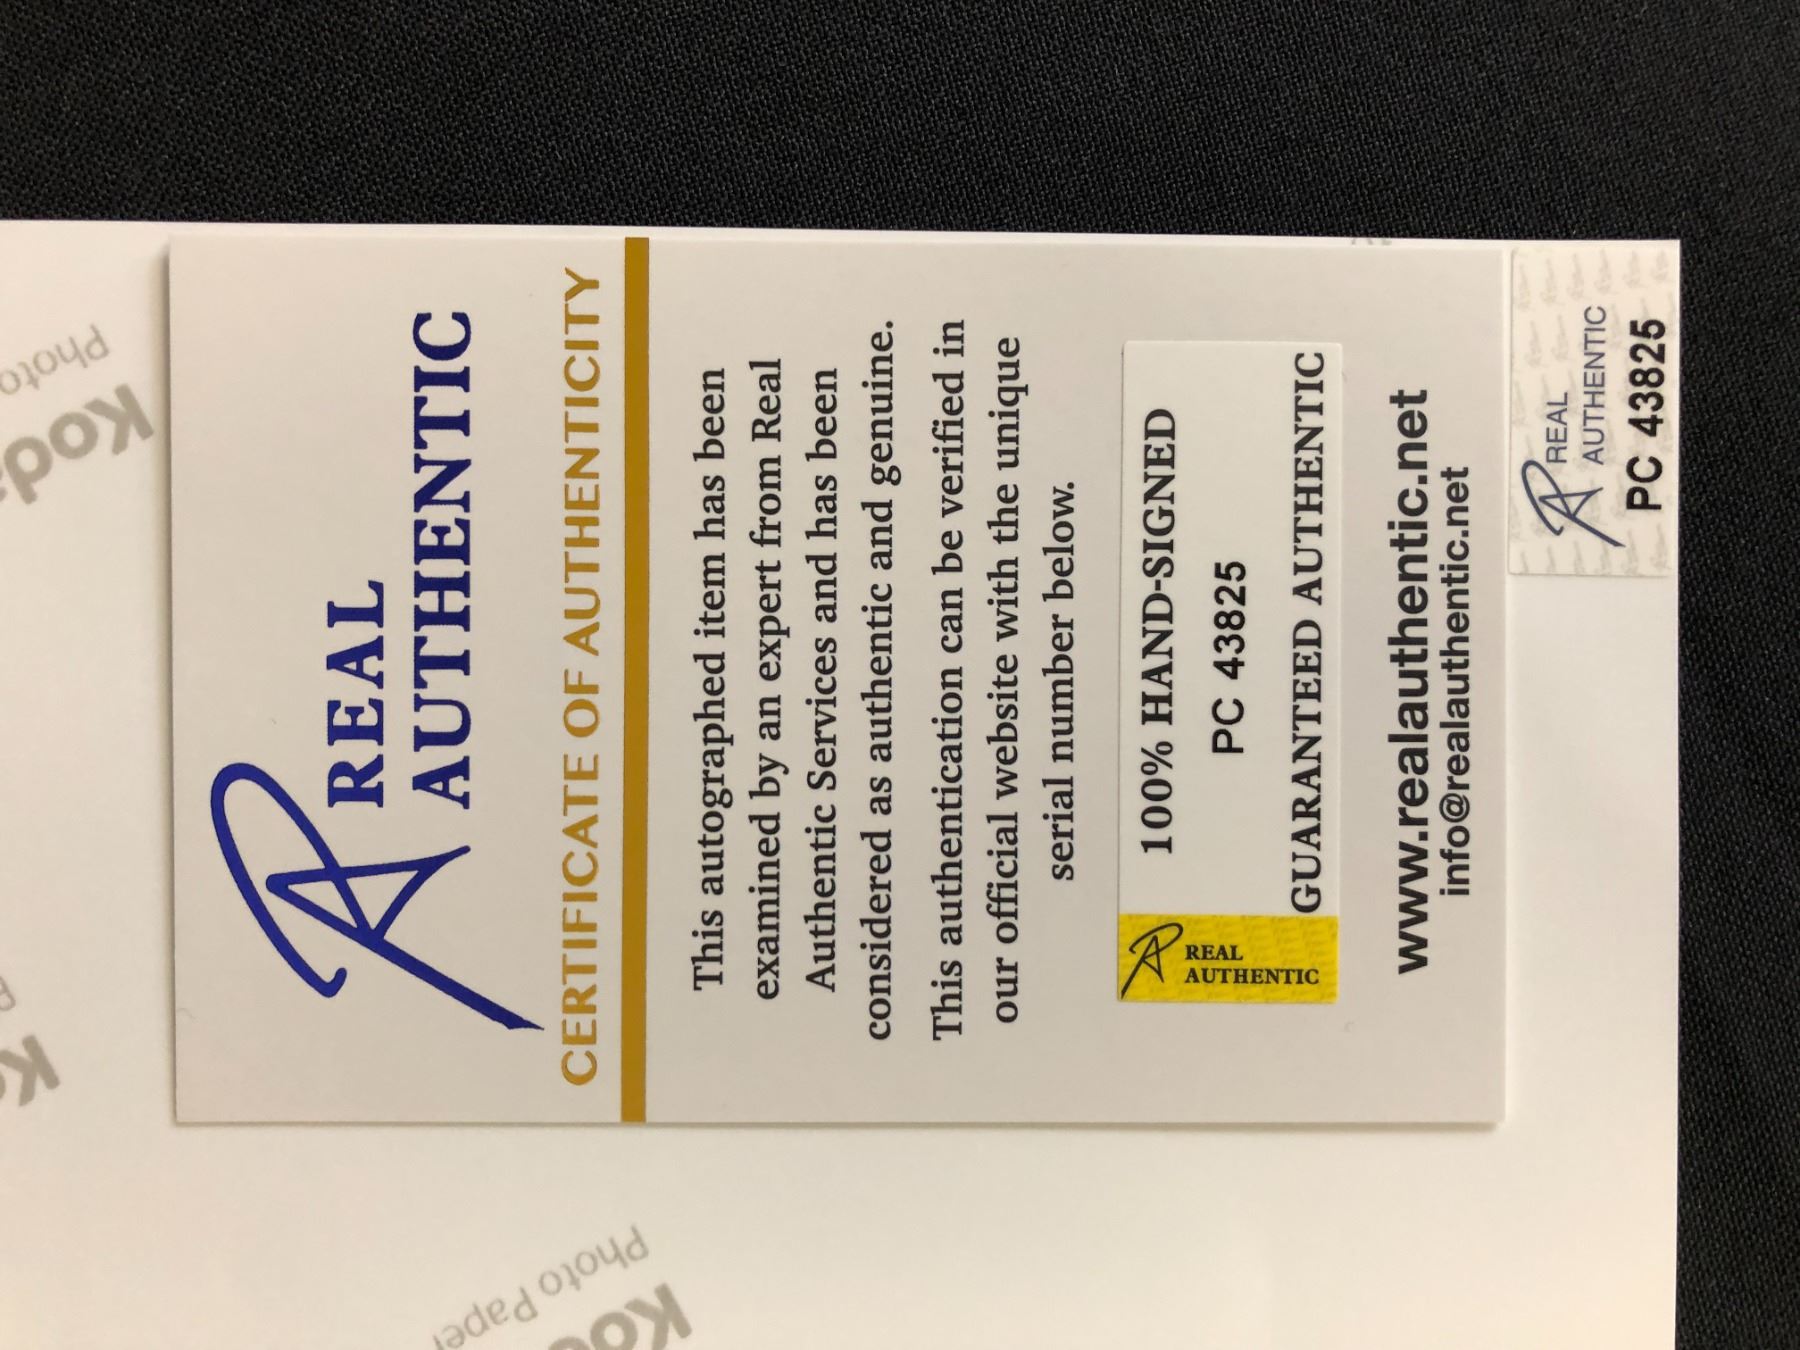 REAL
AUTHENTIC
CERTIFICATE OF AUTHENTICITY
This autographed item has been
examined by an expert from Real
Authentic Services and has been
considered as authentic and genuine.
This authentication can be verified in
our official website with the unique
serial number below.
REAL
AUTHENTIC
100% HAND-SIGNED
PC 43825
GUARANTEED AUTHENTIC
www.realauthentic.net
info@realauthentic.net
REAL
AUTHENTIC
PC 43825
Photo
Koda
K
Photo Paper
Kod